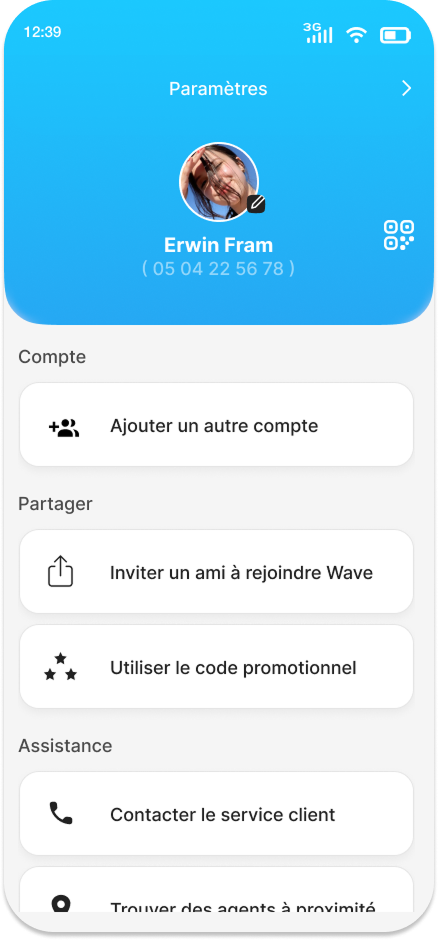 12:39
3G
Paramètres
Erwin Fram
( 05 04 22 56 78 )
Compte
Ajouter un autre compte
Partager
Inviter un ami à rejoindre Wave
Utiliser le code promotionnel
Assistance
Contacter le service client
Trouver des agents à proximité